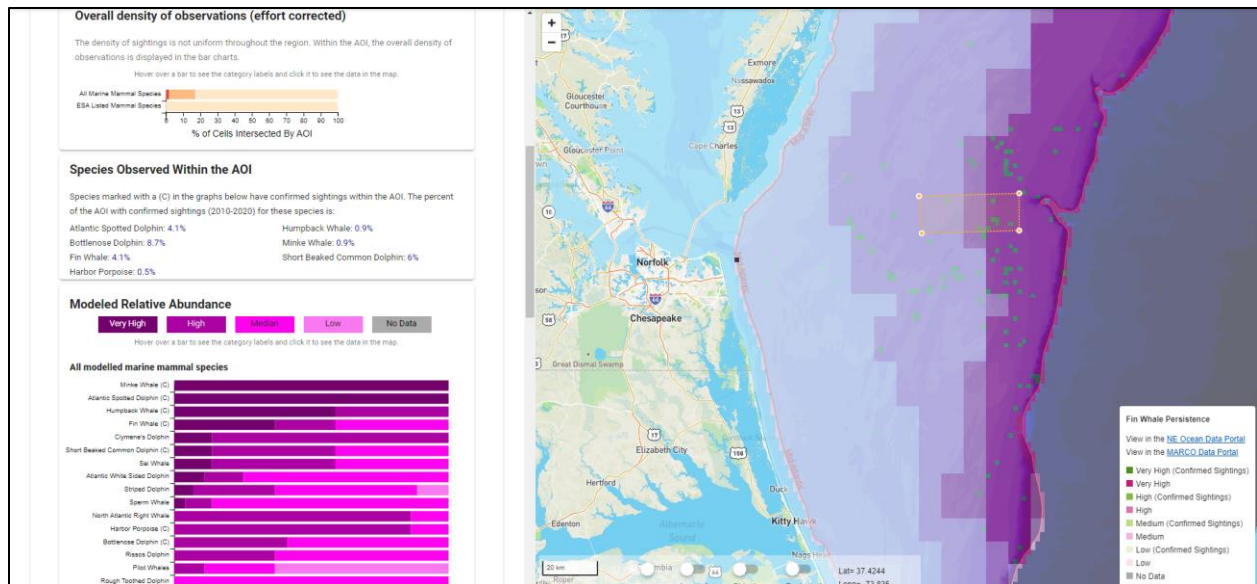 Overall density of observations (effort corrected)
The density of sightings is not uniform throughout the region. Within the AOI, the overall density of
observations is displayed in the bar charts.
Hover over a bar to see the category labels and click it to see the data in the map.
All Marine Mammal Species
ESA Listed Mammal Species
0 10 20 30 40 50 60 70 80 90 100
% of Cells Intersected By AOI
Species Observed Within the AOI
Species marked with a (C) in the graphs below have confirmed sightings within the AOI. The percent
of the AOI with confirmed sightings (2010-2020) for these species is:
Atlantic Spotted Dolphin: 4.1%
Humpback Whale: 0.9%
Bottlenose Dolphin: 8.7%
Minke Whale: 0.9%
Fin Whale: 4.1%
Short Beaked Common Dolphin: 6%
Harbor Porpoise: 0.5%
Modeled Relative Abundance
Very High
High
Median
Low
No Data
Hover over a bar to see the category labels and click it to see the data in the map.
All modelled marine mammal species
Minke Whale (C)
Atlantic Spotted Dolphin (C)
Humpback Whale (C)
Fin Whale (C)
Clymene's Dolphin
Short Beaked Common Dolphin (C)
Sei Whale
Atlantic White Sided Dolphin
Striped Dolphin
Sperm Whale
North Atlantic Right Whale
Harbor Porpoise (C)
Bottlenose Dolphin (C)
Rissos Dolphin
Pilot Whales
Rough Toothed Dolphin
+
−
17
Exmore
Nassawadox
Gloucester
Courthouse
13
13
Gloucester Point
Cape Charles
64
10
Norfolk
64
58
Chesapeake
Great Dismal Swamp
17
Elizabeth City
158
Hertford
Duck
Edenton
Albemarle
Sound
Kitty Hawk
Nags Head
20 km
Columbia
64
Roper
Lat= 37.4244
Fin Whale Persistence
View in the NE Ocean Data Portal
View in the MARCO Data Portal
Very High (Confirmed Sightings)
Very High
High (Confirmed Sightings)
High
Medium (Confirmed Sightings)
Medium
Low (Confirmed Sightings)
Low
No Data